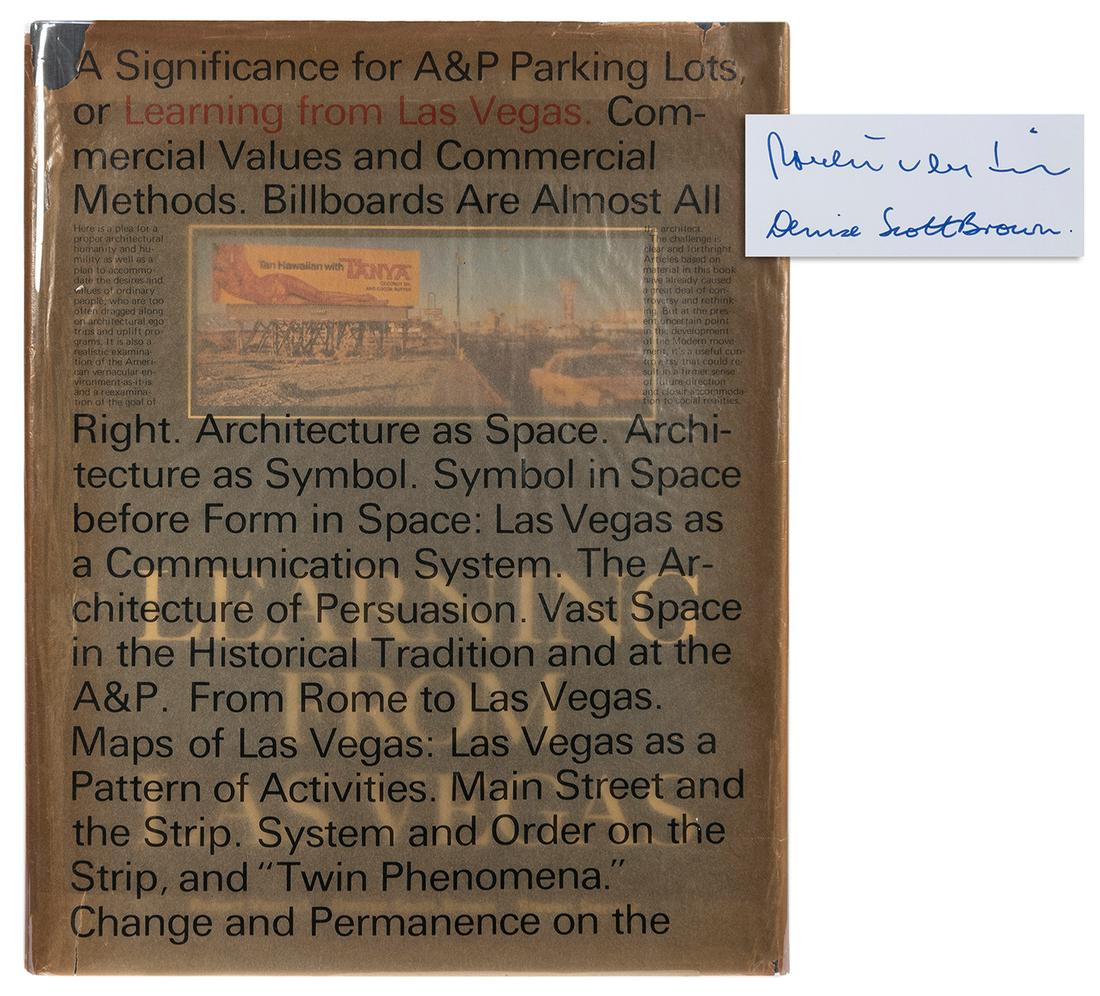 A Significance for A&P Parking Lots,
or Learning from Las Vegas. Com-
mercial Values and Commercial
Methods. Billboards Are Almost All
Here is a plea for a
proper architectural
humanity and hu-
mility as well as a
plan to accommo-
date the desires and
values of ordinary
people, who are too
often dragged along
on architectural ego
trips and uplift pro-
grams. It is also a
realistic examina-
tion of the Ameri-
can vernacular en-
vironment-as-it-is
and a reexamina-
tion of the goal of
Tan Hawaiian with TANYA
COCONUT OIL
AND COCOA BUTTER
the architect.
The challenge is
clear and forthright.
Articles based on
material in this book
have already caused
a great deal of con-
troversy and rethink-
ing. But at the pres-
ent uncertain point
in the development
of the Modern move-
ment, it's a useful con-
troversy that could re-
sult in a firmer sense
of future direction
and closer accommoda-
tion to social realities.
Right. Architecture as Space. Archi-
tecture as Symbol. Symbol in Space
before Form in Space: Las Vegas as
a Communication System. The Ar-
chitecture of Persuasion. Vast Space
in the Historical Tradition and at the
A&P. From Rome to Las Vegas.
Maps of Las Vegas: Las Vegas as a
Pattern of Activities. Main Street and
the Strip. System and Order on the
Strip, and “Twin Phenomena.”
Change and Permanence on the
LEARNING
FROM
LAS VEGAS
Denise Scott Brown.